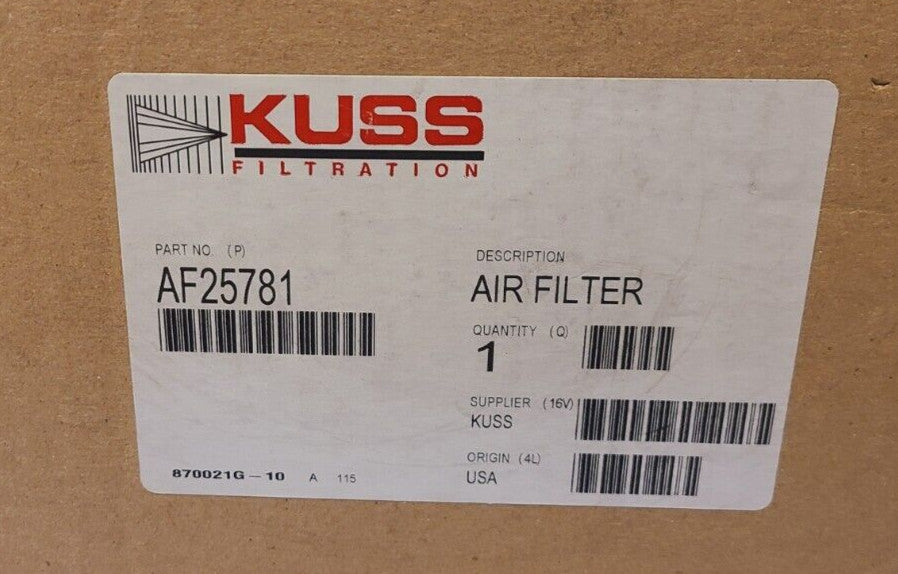 KUSS
FILTRATION
PART NO. (P)
AF25781
DESCRIPTION
AIR FILTER
QUANTITY (Q)
1
SUPPLIER (16V)
KUSS
ORIGIN (4L)
USA
870021G-10 A 115